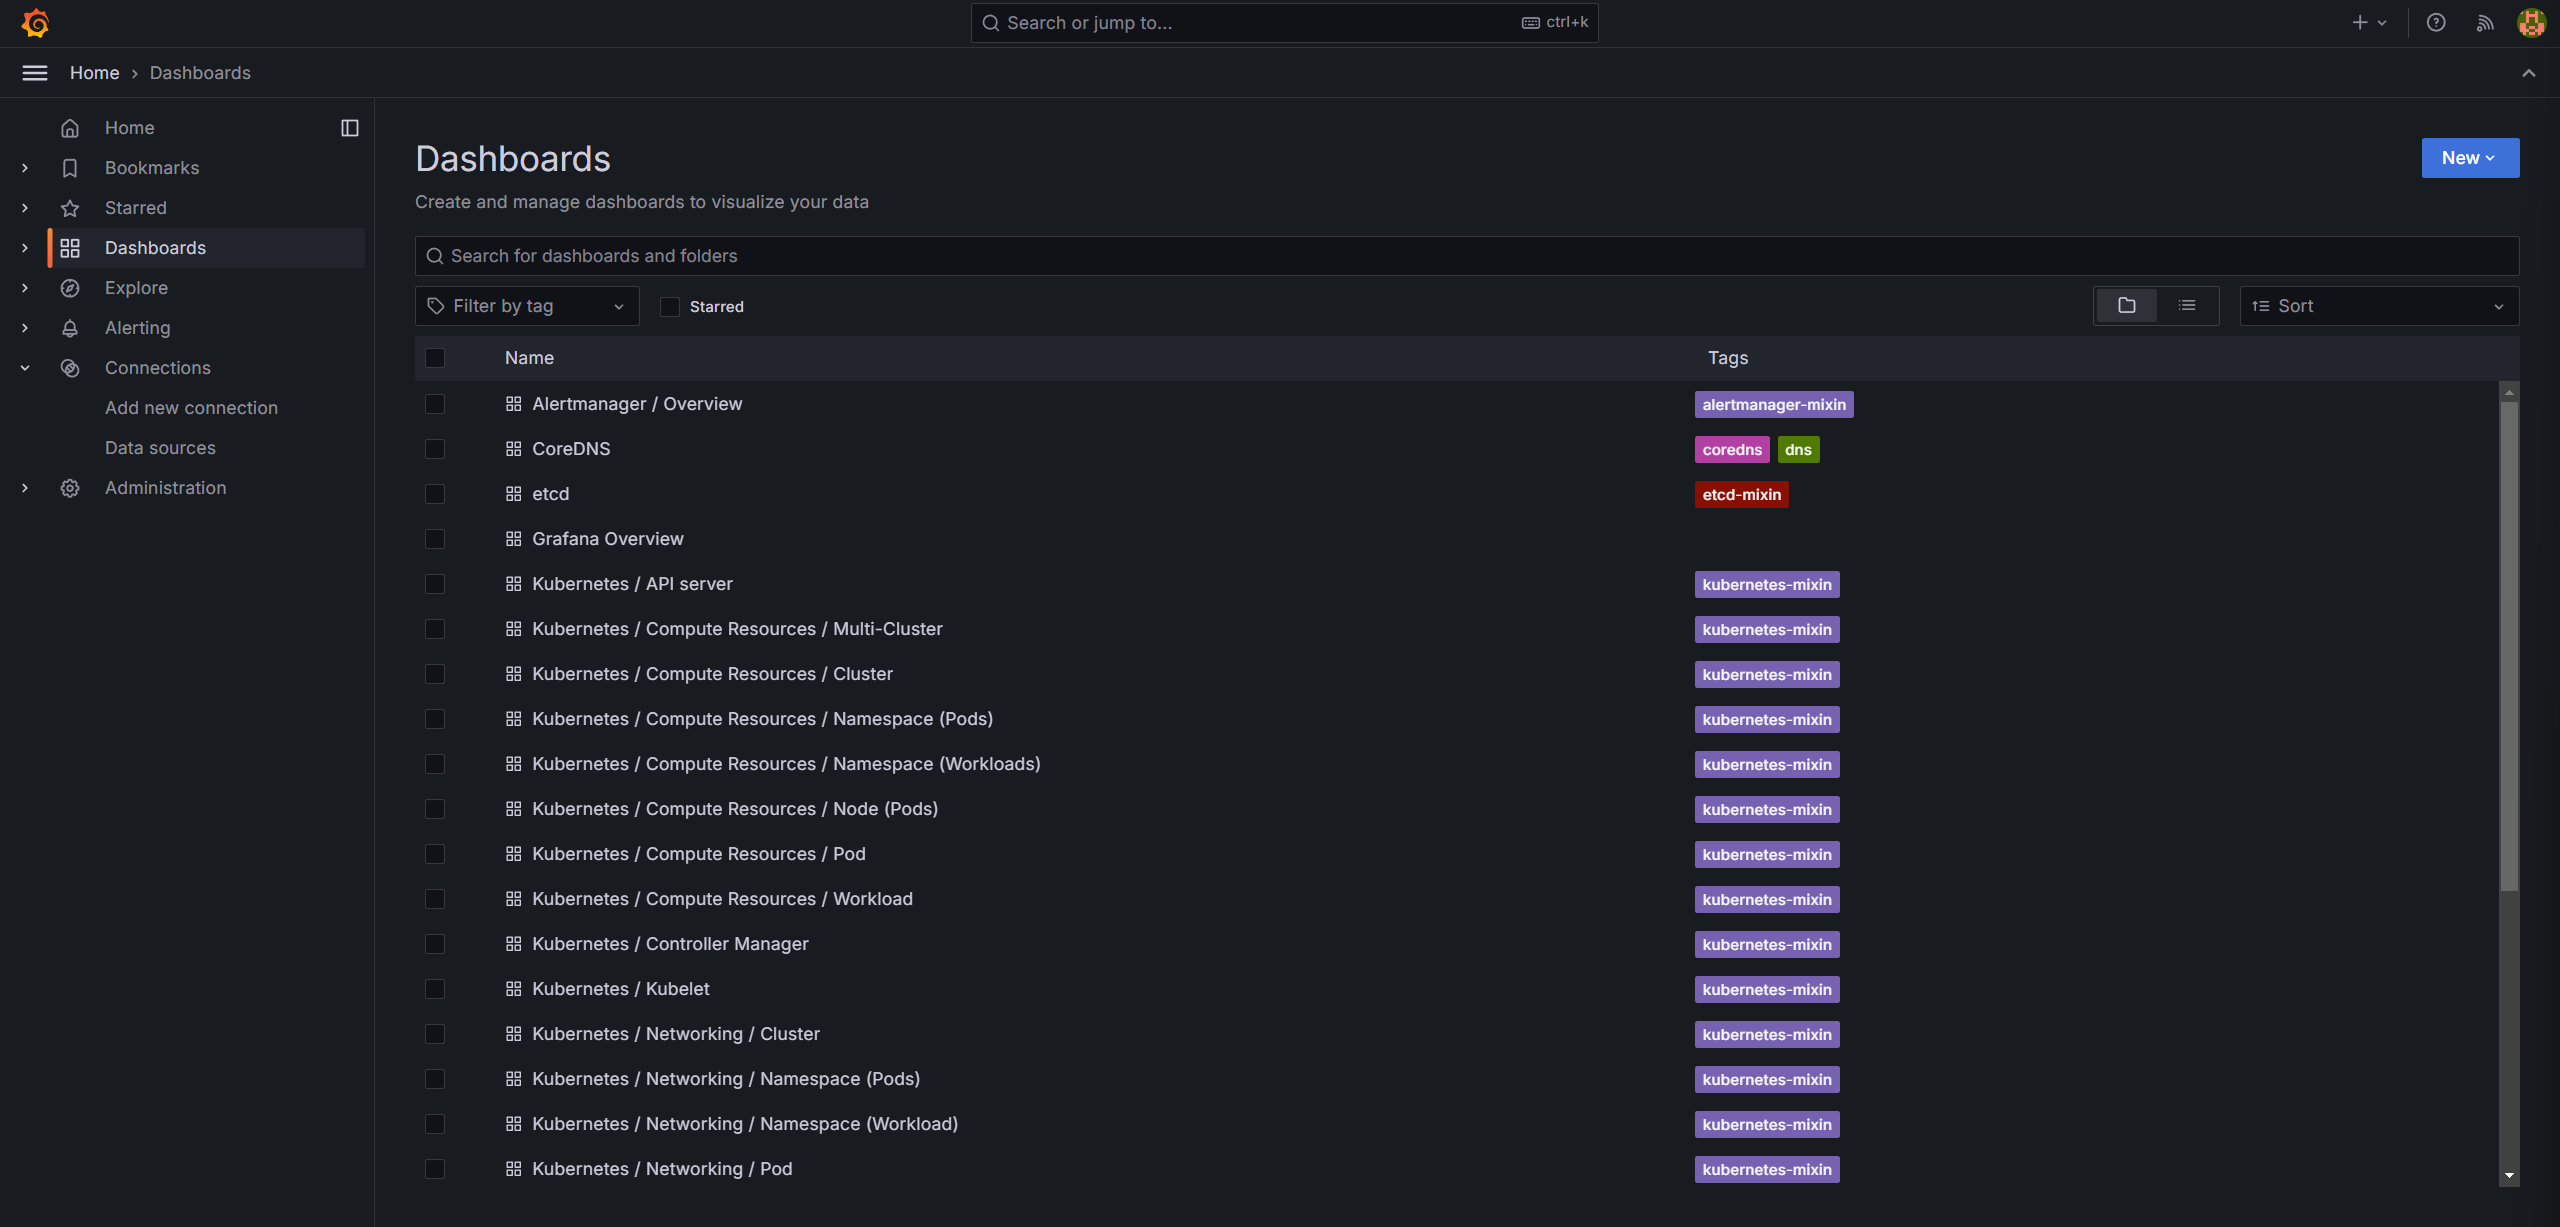 Search or jump to...
ctrl+k
Home
Dashboards
Home
Bookmarks
Starred
Dashboards
Explore
Alerting
Connections
Add new connection
Data sources
Administration
Dashboards
New
Create and manage dashboards to visualize your data
Search for dashboards and folders
Filter by tag
Starred
Sort
Name Tags
Alertmanager / Overview alertmanager-mixin
CoreDNS coredns dns
etcd etcd-mixin
Grafana Overview
Kubernetes / API server kubernetes-mixin
Kubernetes / Compute Resources / Multi-Cluster kubernetes-mixin
Kubernetes / Compute Resources / Cluster kubernetes-mixin
Kubernetes / Compute Resources / Namespace (Pods) kubernetes-mixin
Kubernetes / Compute Resources / Namespace (Workloads) kubernetes-mixin
Kubernetes / Compute Resources / Node (Pods) kubernetes-mixin
Kubernetes / Compute Resources / Pod kubernetes-mixin
Kubernetes / Compute Resources / Workload kubernetes-mixin
Kubernetes / Controller Manager kubernetes-mixin
Kubernetes / Kubelet kubernetes-mixin
Kubernetes / Networking / Cluster kubernetes-mixin
Kubernetes / Networking / Namespace (Pods) kubernetes-mixin
Kubernetes / Networking / Namespace (Workload) kubernetes-mixin
Kubernetes / Networking / Pod kubernetes-mixin